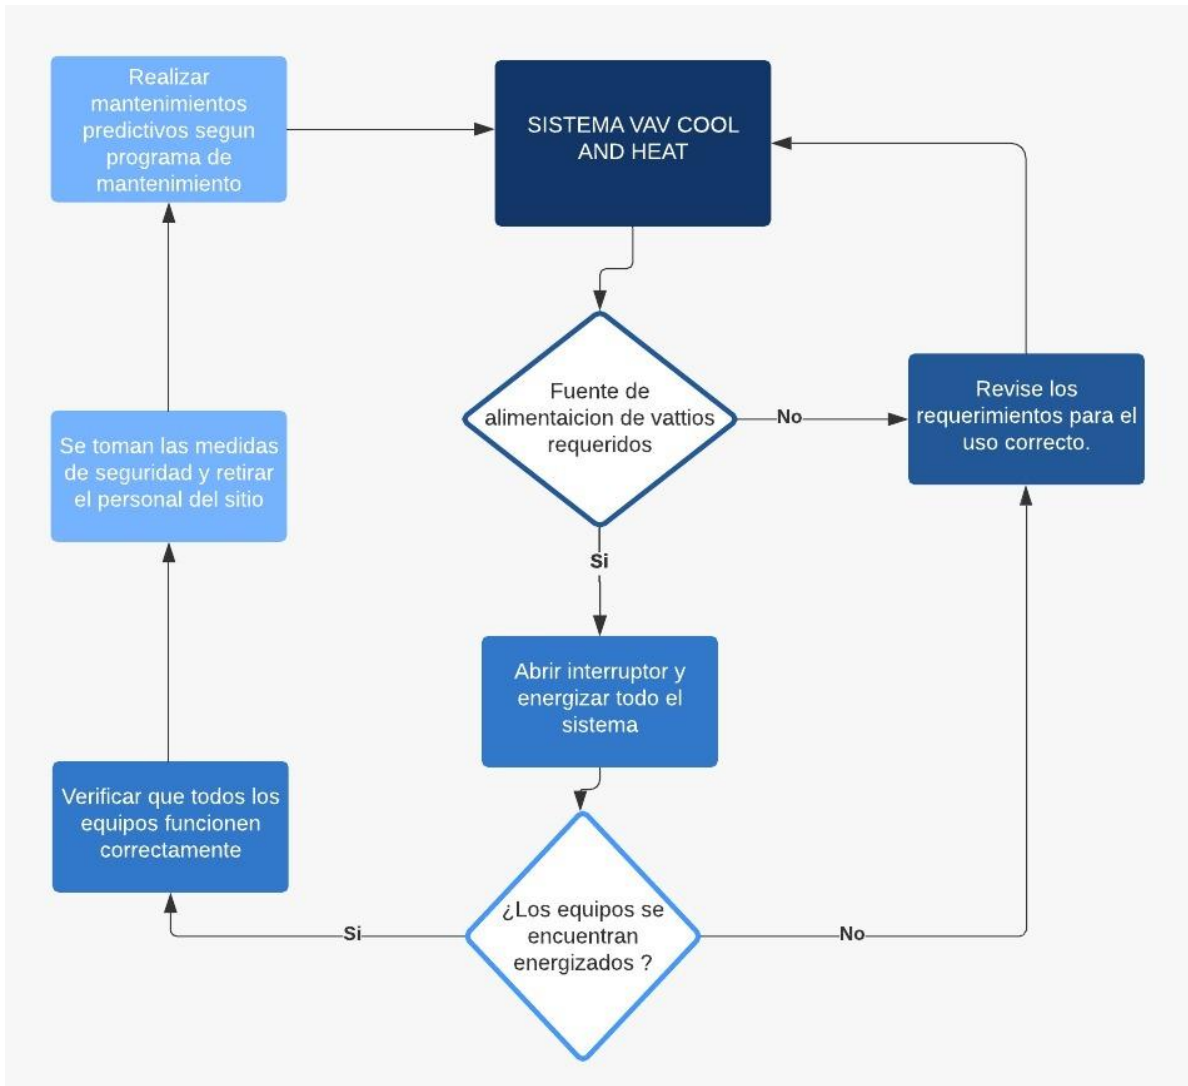 Realizar
mantenimientos
predictivos segun
programa de
mantenimiento
SISTEMA VAV COOL
AND HEAT
Fuente de
alimentaicion de vattios
requeridos
No
Revise los
requerimientos para el
uso correcto.
Se toman las medidas
de seguridad y retirar
el personal del sitio
Si
Abrir interruptor y
energizar todo el
sistema
Verificar que todos los
equipos funcionen
correctamente
¿Los equipos se
encuentran
energizados ?
Si
No